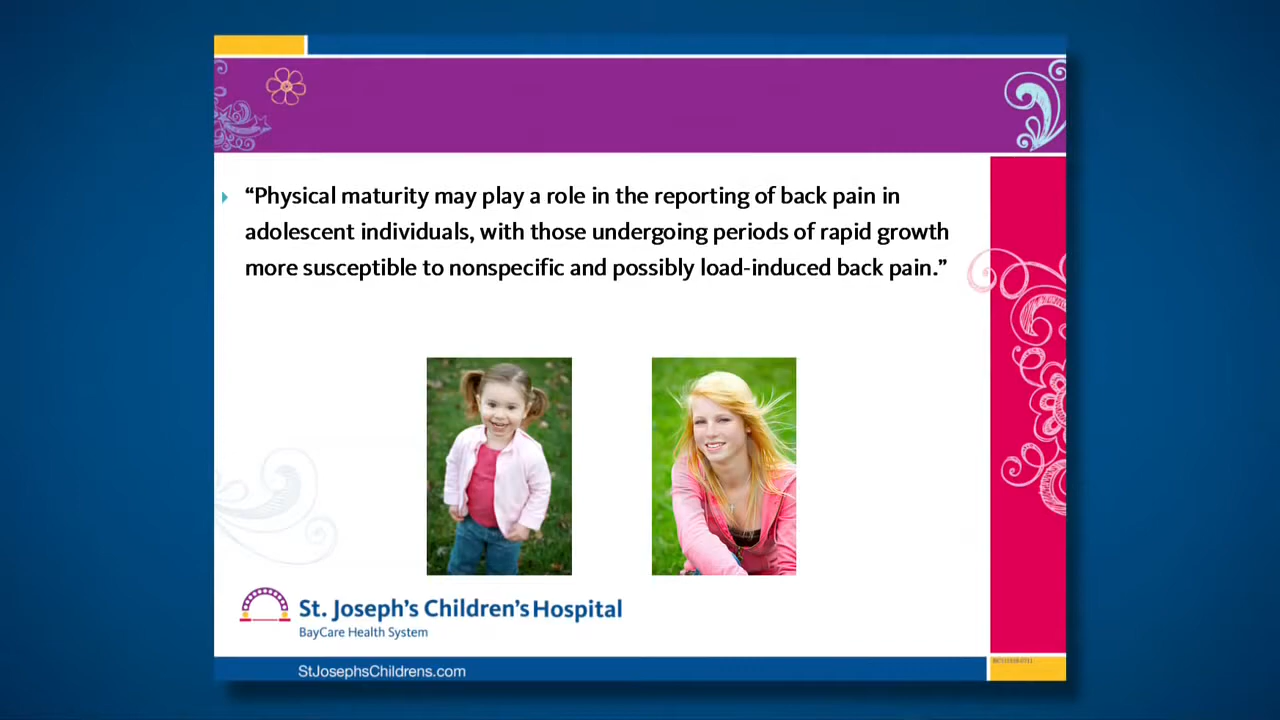 “Physical maturity may play a role in the reporting of back pain in
adolescent individuals, with those undergoing periods of rapid growth
more susceptible to nonspecific and possibly load-induced back pain.”
St. Joseph’s Children’s Hospital
BayCare Health System
StJosephsChildrens.com